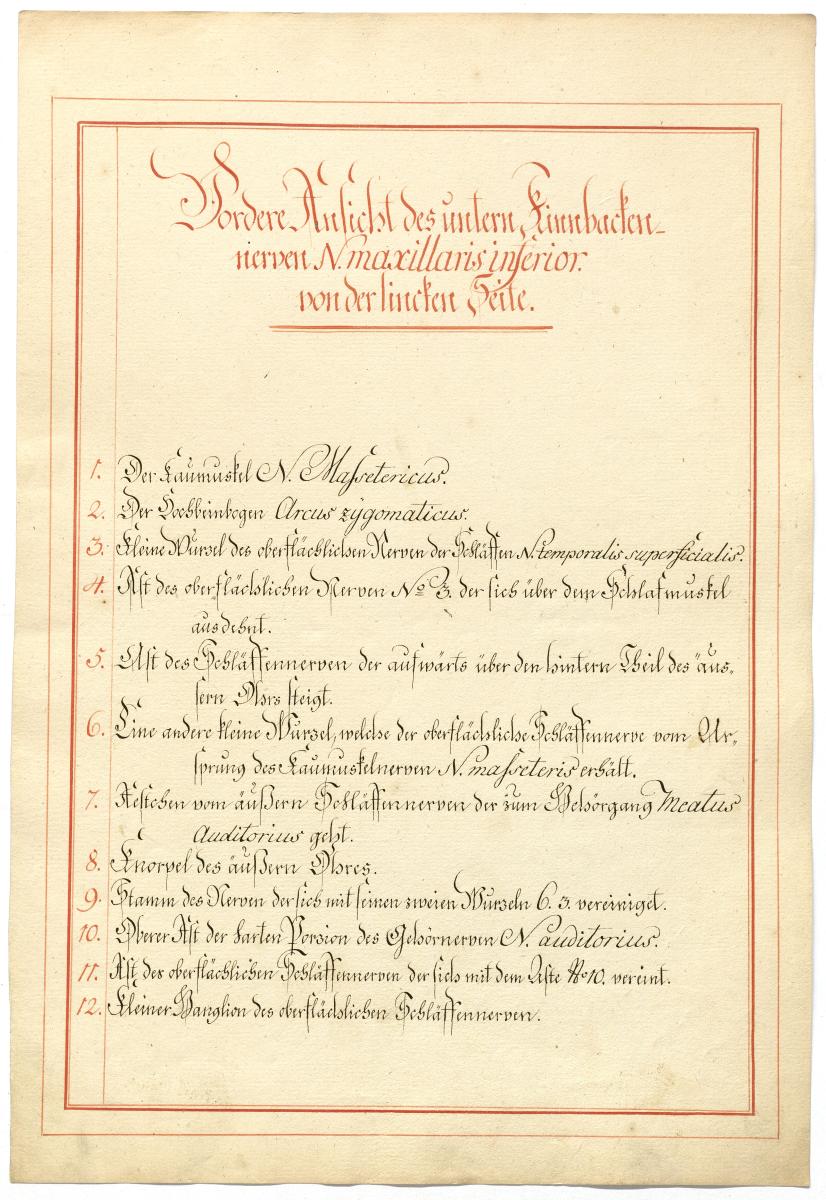 Vordere Ansicht des untern Kinnbacken-
nerven N. maxillaris inferior.
von der lincken Seite.
1. Der Kaumuskel N. Massetericus.
2. Der Jochbeinbogen Arcus zygomaticus.
3. Kleine Wursel des oberflächlichen Nerven der Schläffen N. temporalis superficialis.
4. Ast des oberflächlichen Nerven No 3. der sich über dem Schlafmuskel
ausdehnt.
5. Ast des Schläffennerven der aufwärts über den hintern Theil des äus-
sern Ohrs steigt.
6. Eine andere kleine Wursel, welche der oberflächliche Schläffennerve vom Ur-
sprung des Kaumuskelnerven N. masseteris erhält.
7. Aestchen vom äußern Schläffennerven der zum Gehörgang Meatus
Auditorius geht.
8. Knorpel des äußern Ohres.
9. Stamm des Nerven der sich mit seinen zweien Wurseln 6. 3. vereiniget.
10. Oberer Ast der harten Porsion des Gehörnerven N. auditorius.
11. Ast des oberflächlichen Schläffennerven der sich mit dem Aste No 10. vereint.
12. Kleiner Ganglion des oberflächlichen Schläffennerven.